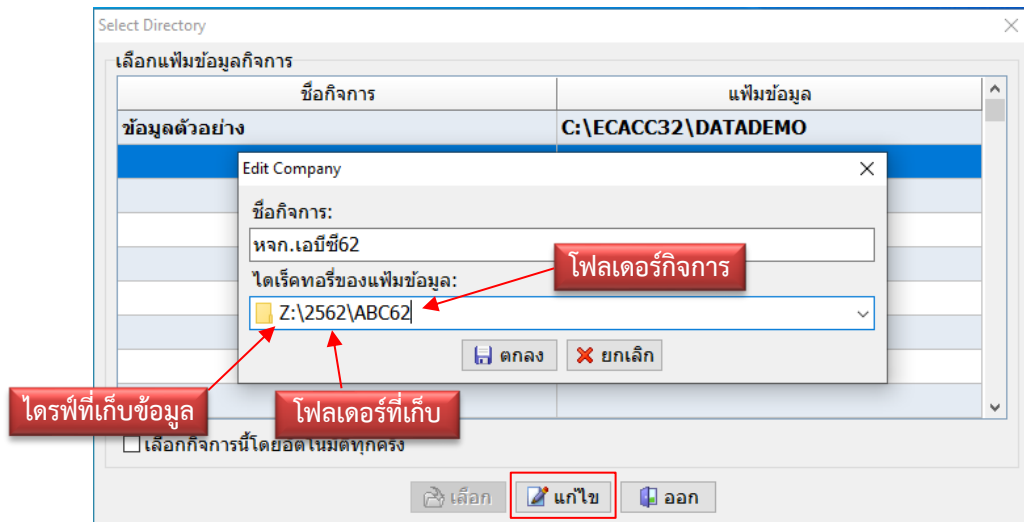 Select Directory
เลือกแฟ้มข้อมูลกิจการ
ชื่อกิจการ แฟ้มข้อมูล
ข้อมูลตัวอย่าง C:\ECACC32\DATADEMO
Edit Company
ชื่อกิจการ:
หจก.เอบีซี62
โฟลเดอร์กิจการ
ไดเร็คทอรี่ของแฟ้มข้อมูล:
Z:\2562\ABC62
ตกลง ยกเลิก
ไดรฟ์ที่เก็บข้อมูล โฟลเดอร์ที่เก็บ
เลือกกิจการนี้โดยอัตโนมัติทุกครั้ง
เลือก แก้ไข ออก